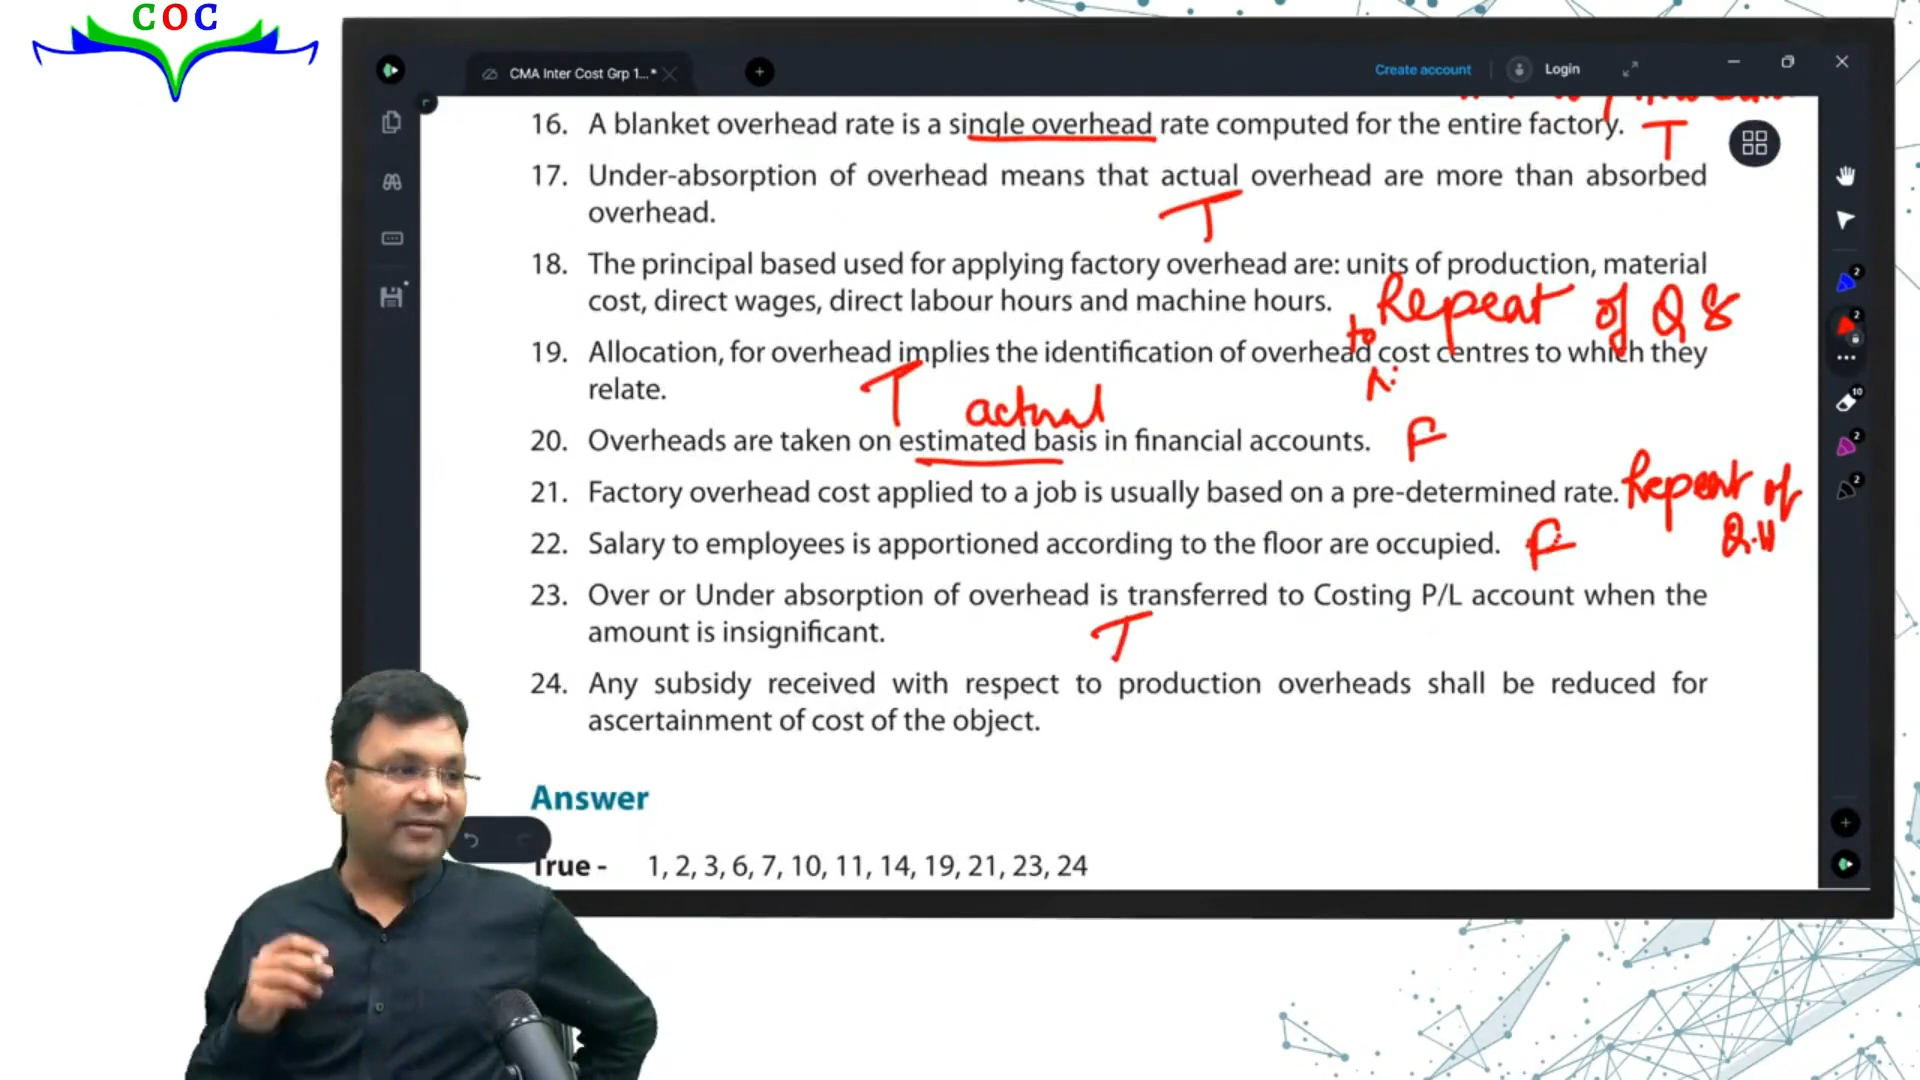 COC
CMA Inter Cost Grp 1...*
Create account
Login
16. A blanket overhead rate is a single overhead rate computed for the entire factory. T
17. Under-absorption of overhead means that actual overhead are more than absorbed
overhead. T
18. The principal based used for applying factory overhead are: units of production, material
cost, direct wages, direct labour hours and machine hours. Repeat of Q 8
to
19. Allocation, for overhead implies the identification of overhead cost centres to which they
relate. T
actual
20. Overheads are taken on estimated basis in financial accounts. F
21. Factory overhead cost applied to a job is usually based on a pre-determined rate. Repeat of
Q.11
22. Salary to employees is apportioned according to the floor are occupied. F
23. Over or Under absorption of overhead is transferred to Costing P/L account when the
amount is insignificant. T
24. Any subsidy received with respect to production overheads shall be reduced for
ascertainment of cost of the object.
Answer
True - 1, 2, 3, 6, 7, 10, 11, 14, 19, 21, 23, 24
2
2
10
2
2